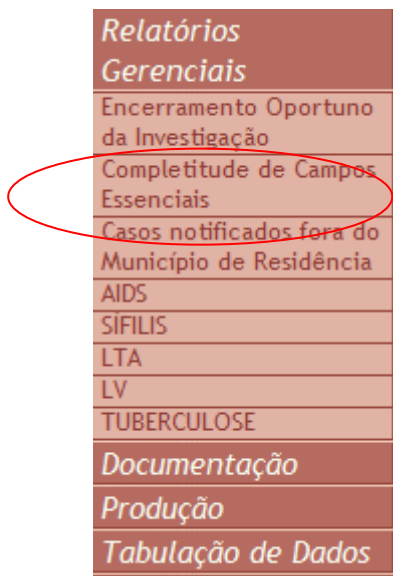 Relatórios
Gerenciais
Encerramento Oportuno
da Investigação
Completitude de Campos
Essenciais
Casos notificados fora do
Município de Residência
AIDS
SÍFILIS
LTA
LV
TUBERCULOSE
Documentação
Produção
Tabulação de Dados